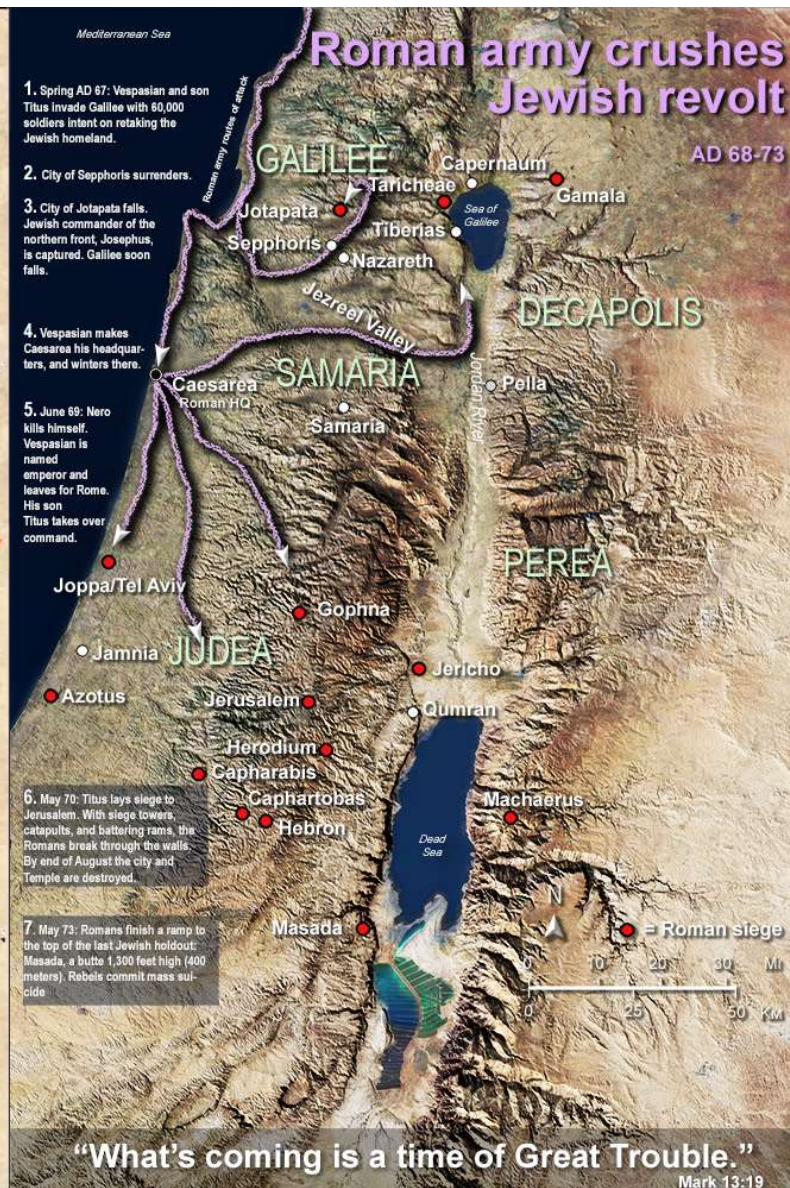 Mediterranean Sea
Roman army crushes
Jewish revolt
AD 68-73
1. Spring AD 67: Vespasian and son
Titus invade Galilee with 60,000
soldiers intent on retaking the
Jewish homeland.
2. City of Sepphoris surrenders.
3. City of Jotapata falls.
Jewish commander of the
northern front, Josephus,
is captured. Galilee soon
falls.
4. Vespasian makes
Caesarea his headquar-
ters, and winters there.
5. June 69: Nero
kills himself.
Vespasian is
named
emperor and
leaves for Rome.
His son
Titus takes over
command.
Roman army routes of attack
GALILEE
Capernaum
Taricheae
Gamala
Jotapata
Sea of
Galilee
Tiberias
Sepphoris
Nazareth
Jezreel Valley
DECAPOLIS
Caesarea
Roman HQ
SAMARIA
Samaria
Jordan River
Pella
PEREA
Joppa/Tel Aviv
Gophna
Jamnia
JUDEA
Jericho
Azotus
Jerusalem
Qumran
Herodium
Capharabis
Caphartobas
Hebron
Machaerus
Dead
Sea
6. May 70: Titus lays siege to
Jerusalem. With siege towers,
catapults, and battering rams, the
Romans break through the walls.
By end of August the city and
Temple are destroyed.
7. May 73: Romans finish a ramp to
the top of the last Jewish holdout:
Masada, a butte 1,300 feet high (400
meters). Rebels commit mass sui-
cide
Masada
N
= Roman siege
0 10 20 30 MI
0 25 50 KM
“What’s coming is a time of Great Trouble.”
Mark 13:19